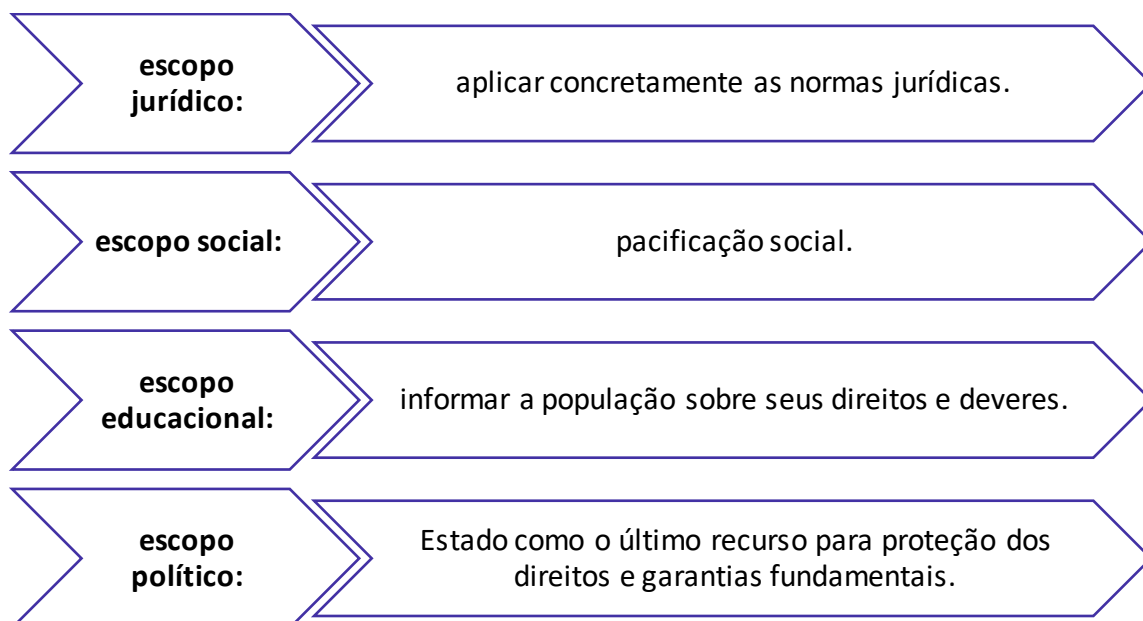 escopo
jurídico:
aplicar concretamente as normas jurídicas.
escopo social:
pacificação social.
escopo
educacional:
informar a população sobre seus direitos e deveres.
escopo
político:
Estado como o último recurso para proteção dos
direitos e garantias fundamentais.